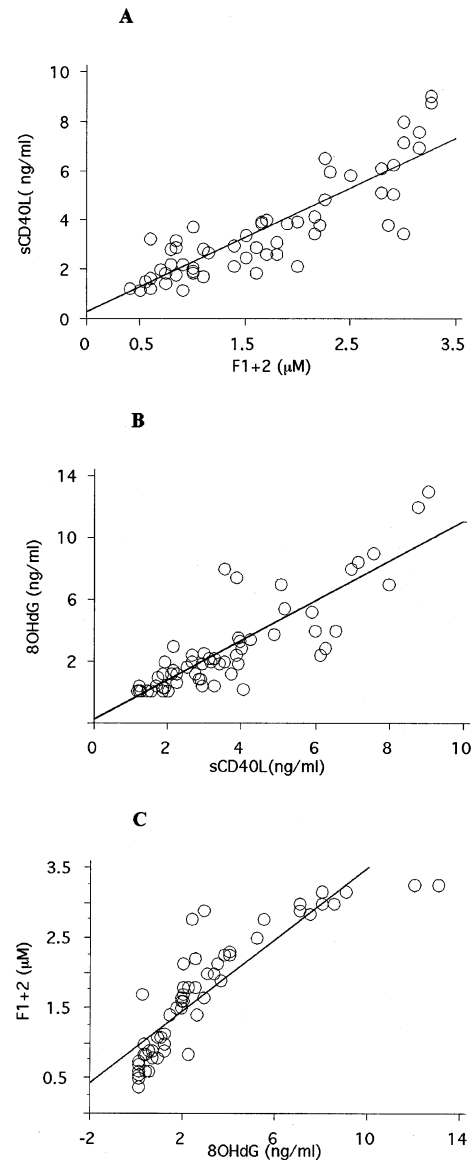 A
10
8
6
4
2
0
sCD40L( ng/ml)
0 0.5 1.5 2.5 3.5
F1+2 (μM)
B
14
10
6
2
8OHdG (ng/ml)
0 2 4 6 8 10
sCD40L(ng/ml)
C
3.5
2.5
1.5
0.5
F1+2 (μM)
-2 2 6 10 14
8OHdG (ng/ml)